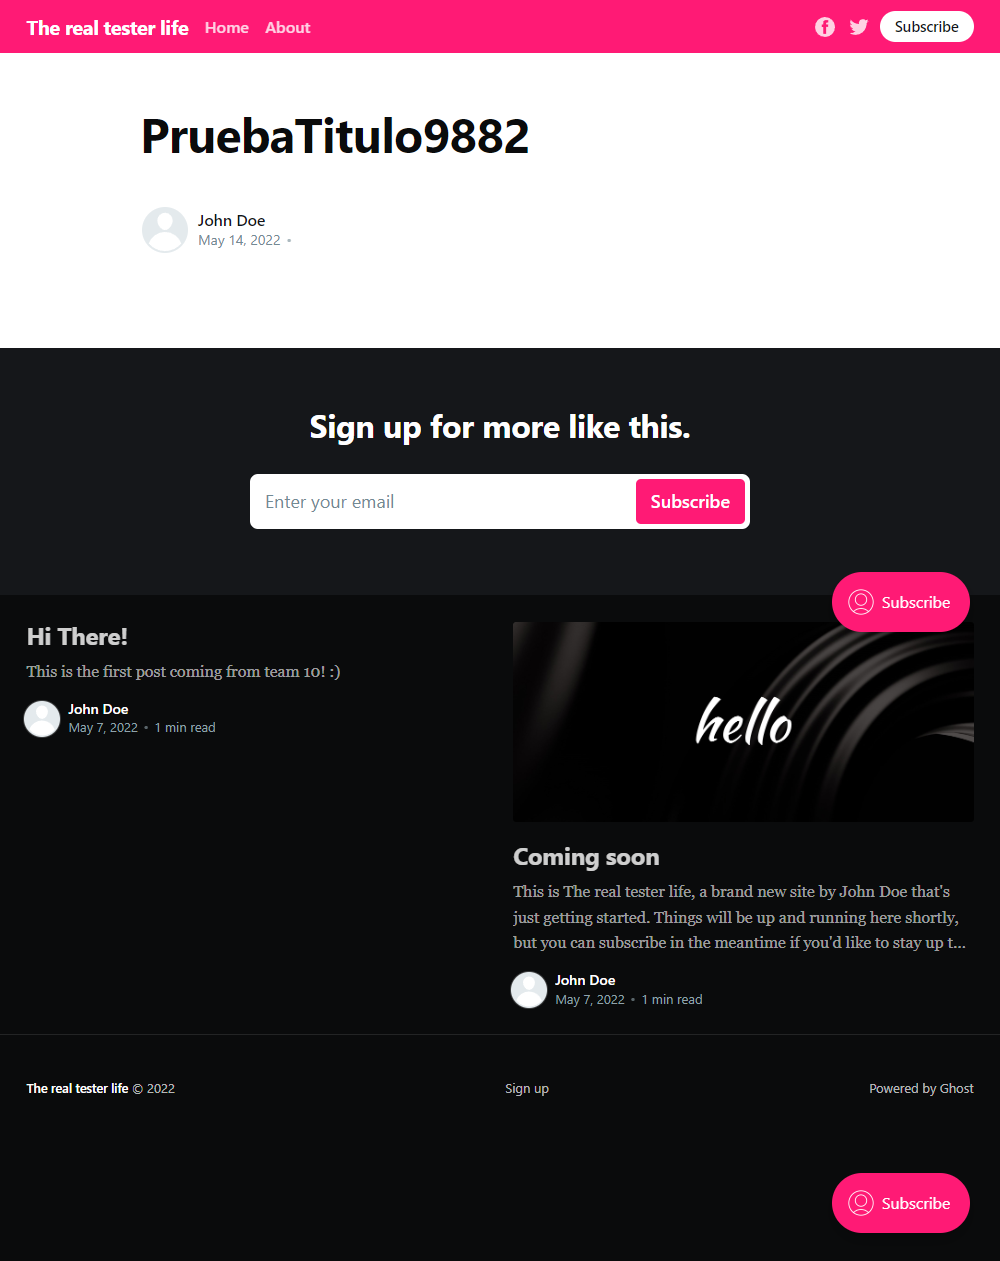 The real tester life Home About Subscribe
PruebaTitulo9882
John Doe
May 14, 2022 •
Sign up for more like this.
Enter your email Subscribe
Subscribe
Hi There!
This is the first post coming from team 10! :)
John Doe
May 7, 2022 • 1 min read
hello
Coming soon
This is The real tester life, a brand new site by John Doe that's
just getting started. Things will be up and running here shortly,
but you can subscribe in the meantime if you'd like to stay up t...
John Doe
May 7, 2022 • 1 min read
The real tester life © 2022 Sign up Powered by Ghost
Subscribe